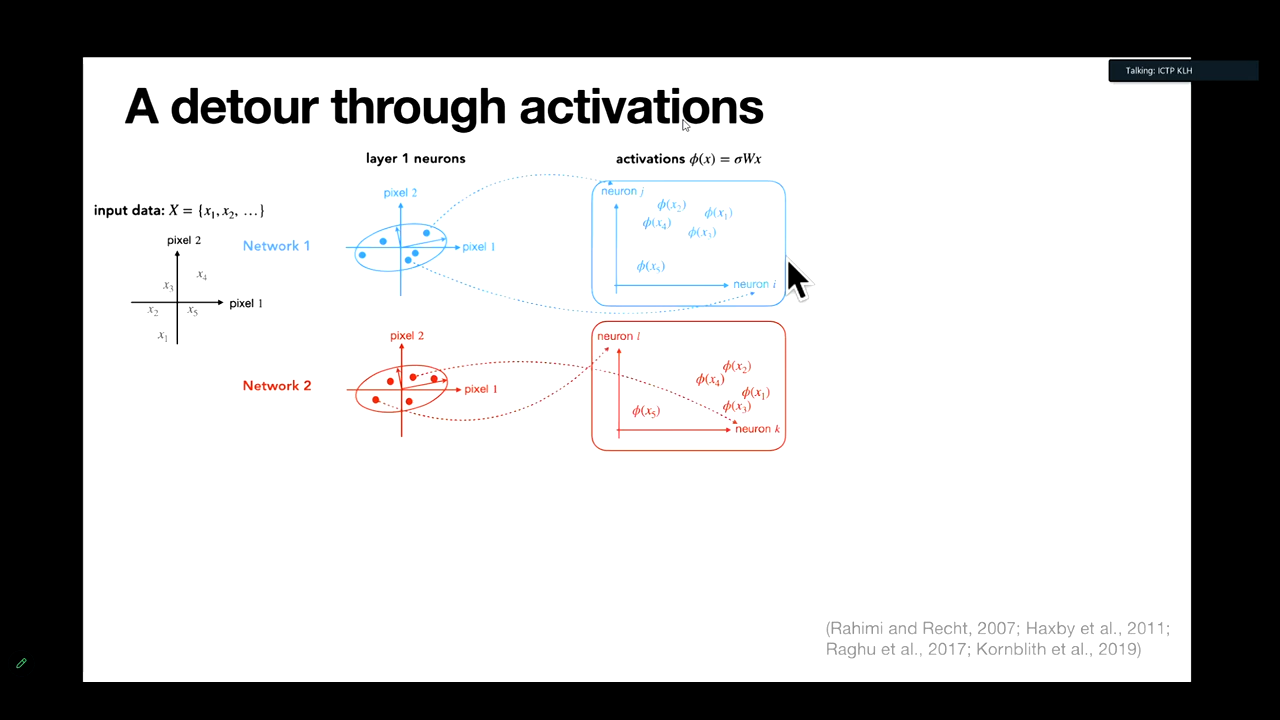 Talking: ICTP KLH
A detour through activations
layer 1 neurons
activations ϕ(x) = σWx
input data: X = {x₁, x₂, …}
pixel 2
x₄
x₃
pixel 1
x₂
x₅
x₁
Network 1
pixel 2
pixel 1
neuron j
ϕ(x₂)
ϕ(x₁)
ϕ(x₄)
ϕ(x₃)
ϕ(x₅)
neuron i
Network 2
pixel 2
pixel 1
neuron l
ϕ(x₂)
ϕ(x₄)
ϕ(x₁)
ϕ(x₃)
ϕ(x₅)
neuron k
(Rahimi and Recht, 2007; Haxby et al., 2011;
Raghu et al., 2017; Kornblith et al., 2019)